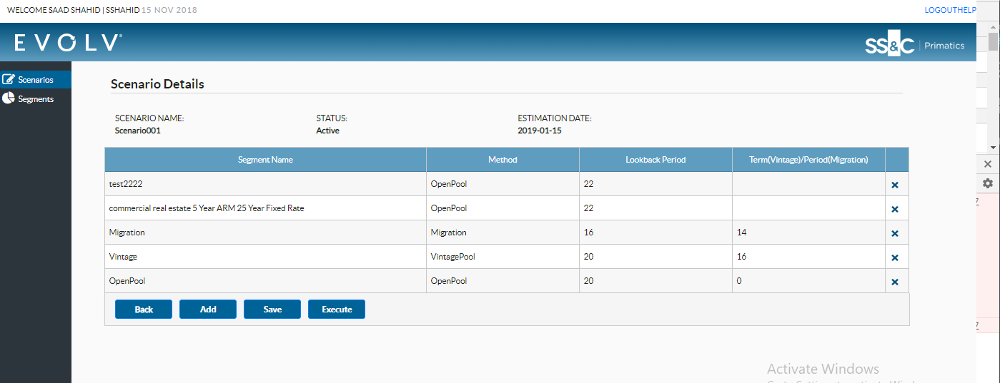 WELCOME SAAD SHAHID | SSHAHID 15 NOV 2018 LOGOUTHELP
EVOLV® SS&C Primatics
Scenarios
Segments
Scenario Details
SCENARIO NAME: STATUS: ESTIMATION DATE:
Scenario001 Active 2019-01-15
Segment Name Method Lookback Period Term(Vintage)/Period(Migration)
test2222 OpenPool 22
commercial real estate 5 Year ARM 25 Year Fixed Rate OpenPool 22
Migration Migration 16 14
Vintage VintagePool 20 16
OpenPool OpenPool 20 0
Back Add Save Execute
Activate Windows